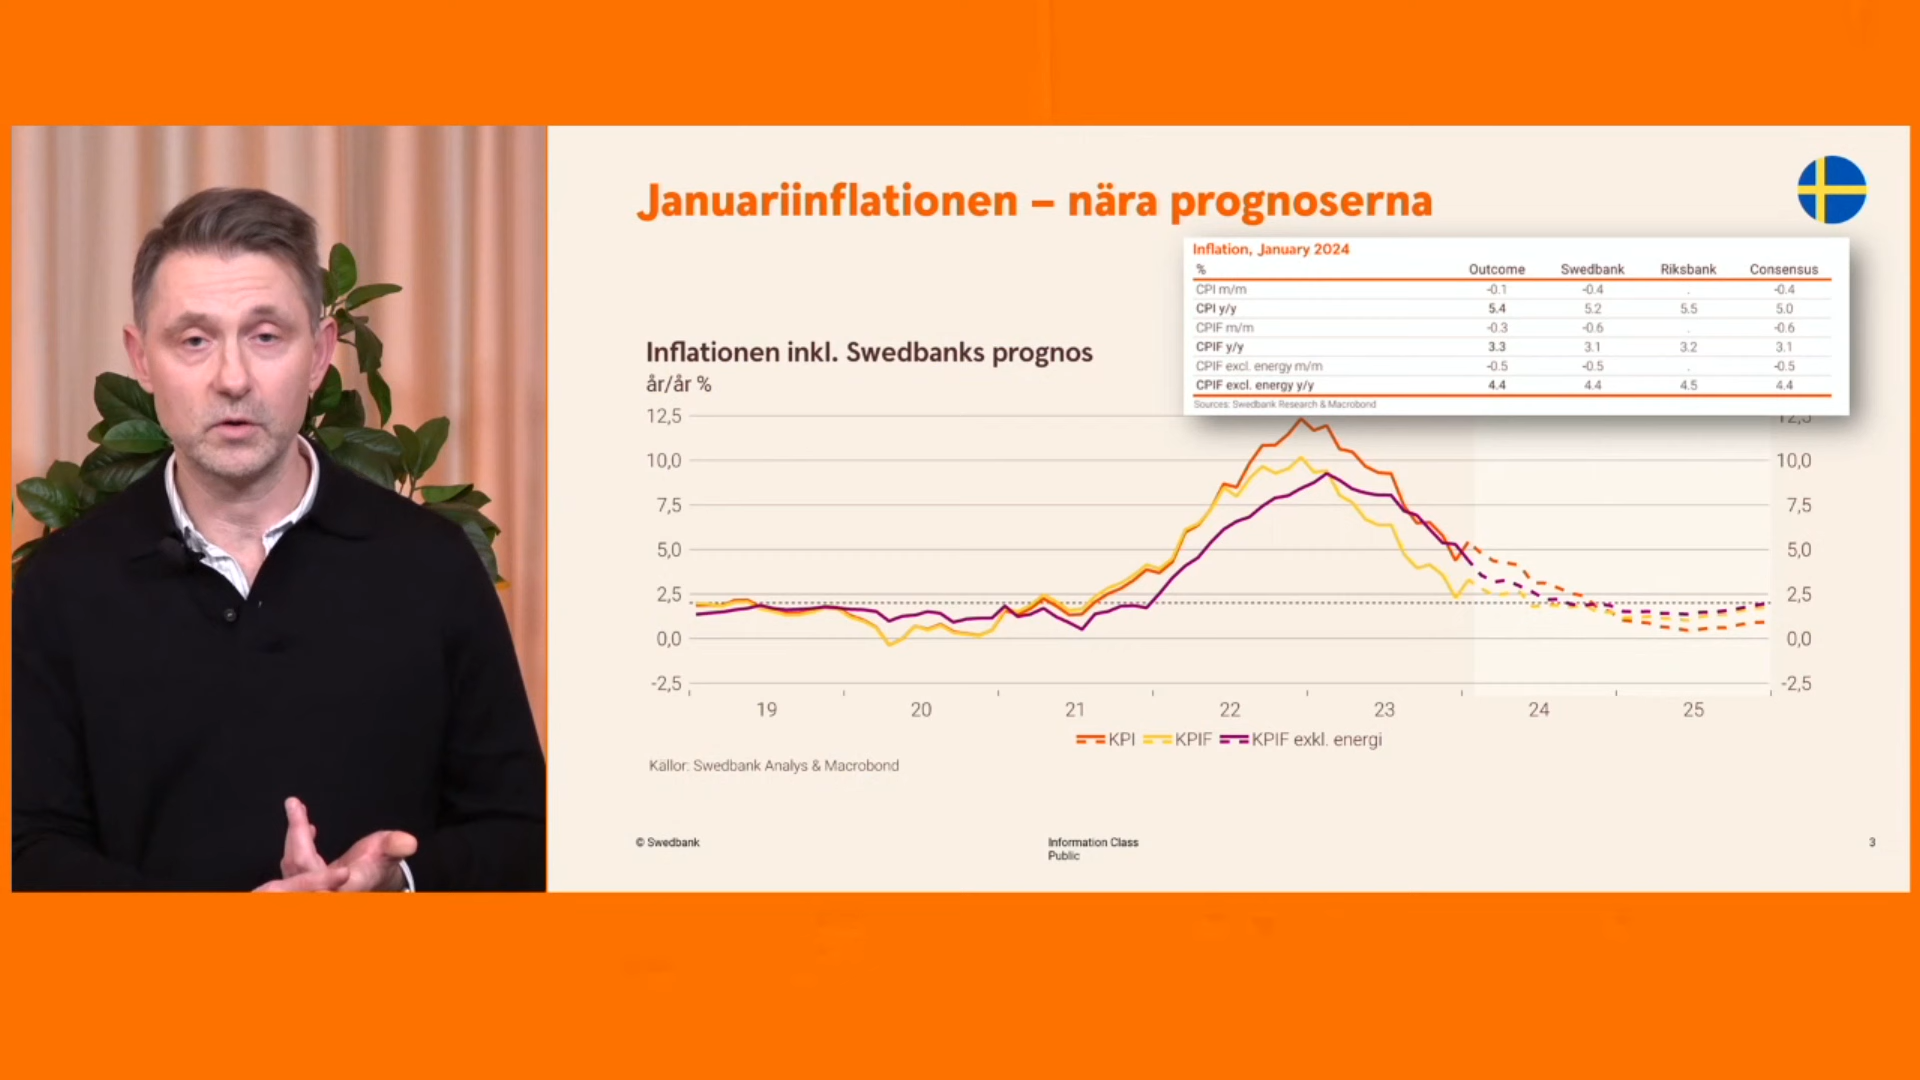 Januariinflationen – nära prognoserna
Inflation, January 2024
% Outcome Swedbank Riksbank Consensus
CPI m/m -0.1 -0.4 . -0.4
CPI y/y 5.4 5.2 5.5 5.0
CPIF m/m -0.3 -0.6 . -0.6
CPIF y/y 3.3 3.1 3.2 3.1
CPIF excl. energy m/m -0.5 -0.5 . -0.5
CPIF excl. energy y/y 4.4 4.4 4.5 4.4
Sources: Swedbank Research & Macrobond
Inflationen inkl. Swedbanks prognos
år/år %
12,5 12,5
10,0 10,0
7,5 7,5
5,0 5,0
2,5 2,5
0,0 0,0
-2,5 -2,5
19 20 21 22 23 24 25
KPI KPIF KPIF exkl. energi
Källor: Swedbank Analys & Macrobond
© Swedbank
Information Class
Public
3